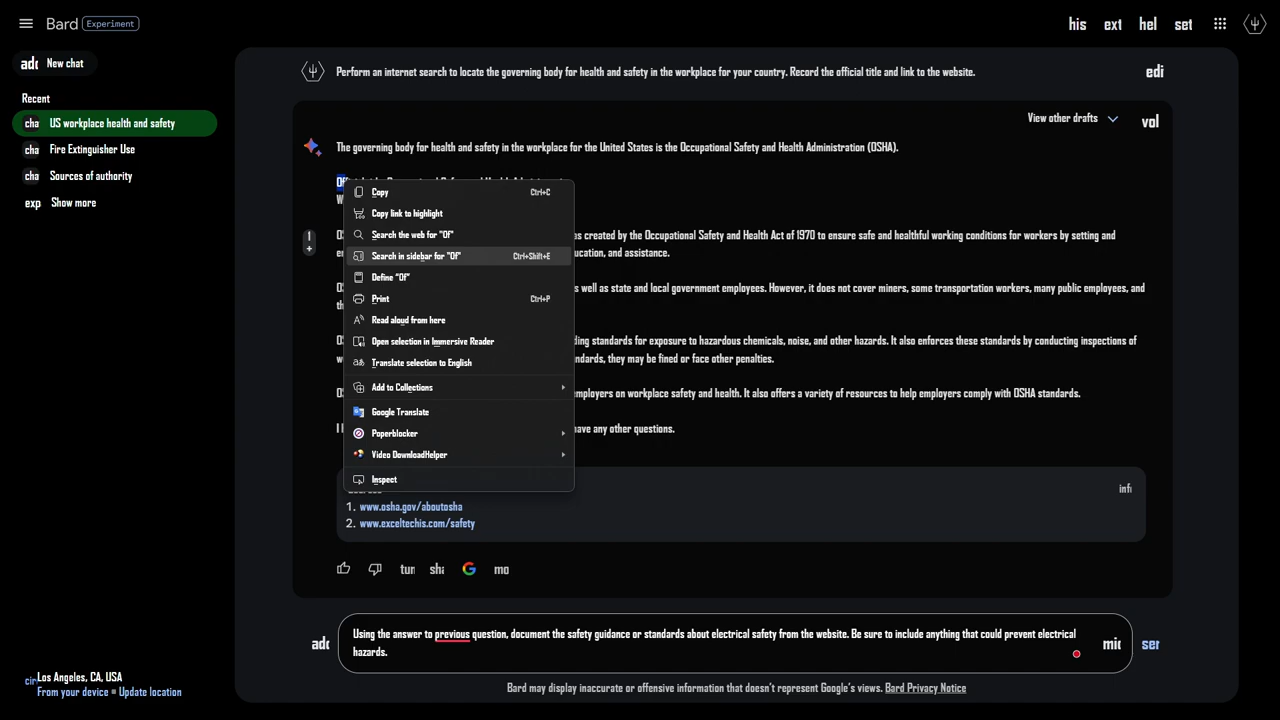 Bard Experiment
his ext hel set
New chat
Recent
cha US workplace health and safety
cha Fire Extinguisher Use
cha Sources of authority
exp Show more
Perform an internet search to locate the governing body for health and safety in the workplace for your country. Record the official title and link to the website.
edi
View other drafts
vol
The governing body for health and safety in the workplace for the United States is the Occupational Safety and Health Administration (OSHA).
s created by the Occupational Safety and Health Act of 1970 to ensure safe and healthful working conditions for workers by setting and
ucation, and assistance.
s well as state and local government employees. However, it does not cover miners, some transportation workers, many public employees, and
ding standards for exposure to hazardous chemicals, noise, and other hazards. It also enforces these standards by conducting inspections of
ndards, they may be fined or face other penalties.
employers on workplace safety and health. It also offers a variety of resources to help employers comply with OSHA standards.
have any other questions.
Copy Ctrl+C
Copy link to highlight
Search the web for "Of"
Search in sidebar for "Of" Ctrl+Shift+E
Define "Of"
Print Ctrl+P
Read aloud from here
Open selection in Immersive Reader
Translate selection to English
Add to Collections
Google Translate
Poperblocker
Video DownloadHelper
Inspect
1. www.osha.gov/aboutosha
2. www.exceltechis.com/safety
sha
mo
Using the answer to previous question, document the safety guidance or standards about electrical safety from the website. Be sure to include anything that could prevent electrical
hazards.
Los Angeles, CA, USA
From your device Update location
Bard may display inaccurate or offensive information that doesn't represent Google's views. Bard Privacy Notice